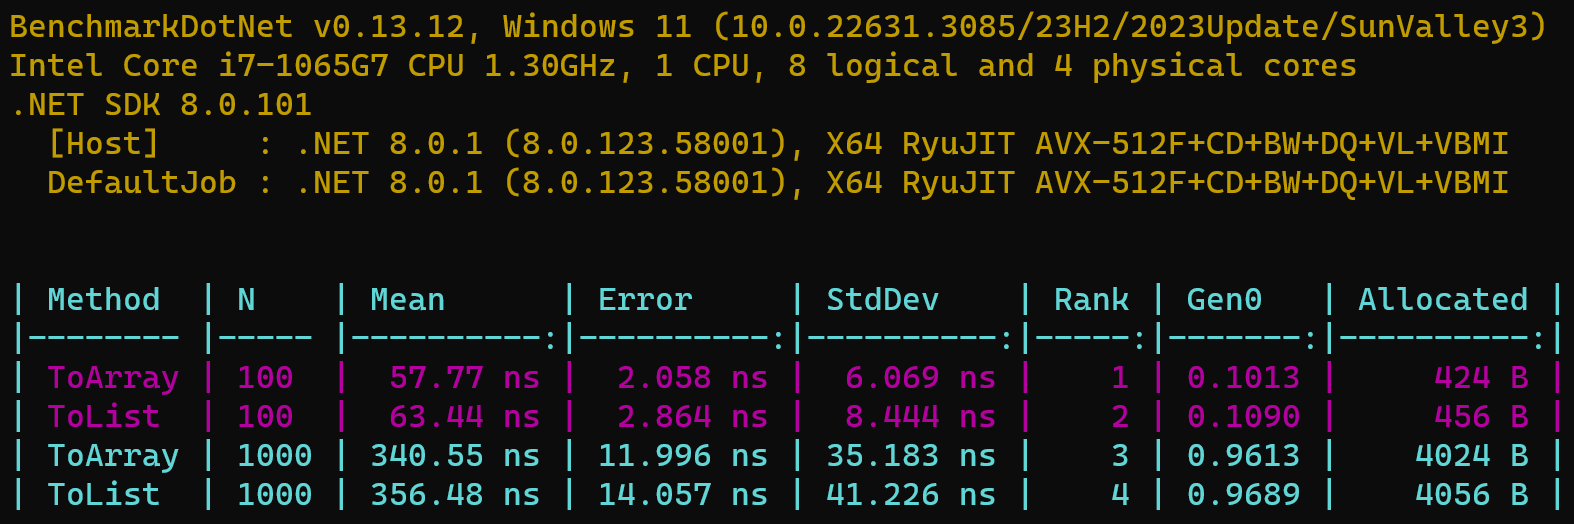 BenchmarkDotNet v0.13.12, Windows 11 (10.0.22631.3085/23H2/2023Update/SunValley3)
Intel Core i7-1065G7 CPU 1.30GHz, 1 CPU, 8 logical and 4 physical cores
.NET SDK 8.0.101
  [Host]     : .NET 8.0.1 (8.0.123.58001), X64 RyuJIT AVX-512F+CD+BW+DQ+VL+VBMI
  DefaultJob : .NET 8.0.1 (8.0.123.58001), X64 RyuJIT AVX-512F+CD+BW+DQ+VL+VBMI
| Method  | N    | Mean      | Error     | StdDev    | Rank | Gen0   | Allocated |
|-------- |----- |----------:|----------:|----------:|-----:|-------:|----------:|
| ToArray | 100  |  57.77 ns |  2.058 ns |  6.069 ns |    1 | 0.1013 |     424 B |
| ToList  | 100  |  63.44 ns |  2.864 ns |  8.444 ns |    2 | 0.1090 |     456 B |
| ToArray | 1000 | 340.55 ns | 11.996 ns | 35.183 ns |    3 | 0.9613 |    4024 B |
| ToList  | 1000 | 356.48 ns | 14.057 ns | 41.226 ns |    4 | 0.9689 |    4056 B |